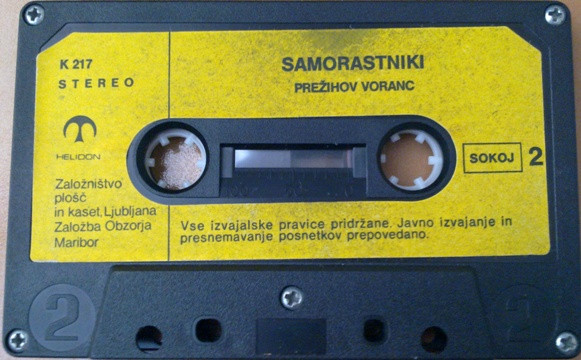 K 217
STEREO
SAMORASTNIKI
PREŽIHOV VORANC
HELIDON
SOKOJ 2
Založništvo
plošč
in kaset, Ljubljana
Založba Obzorja
Maribor
Vse izvajalske pravice pridržane. Javno izvajanje in
presnemavanje posnetkov prepovedano.
2
2